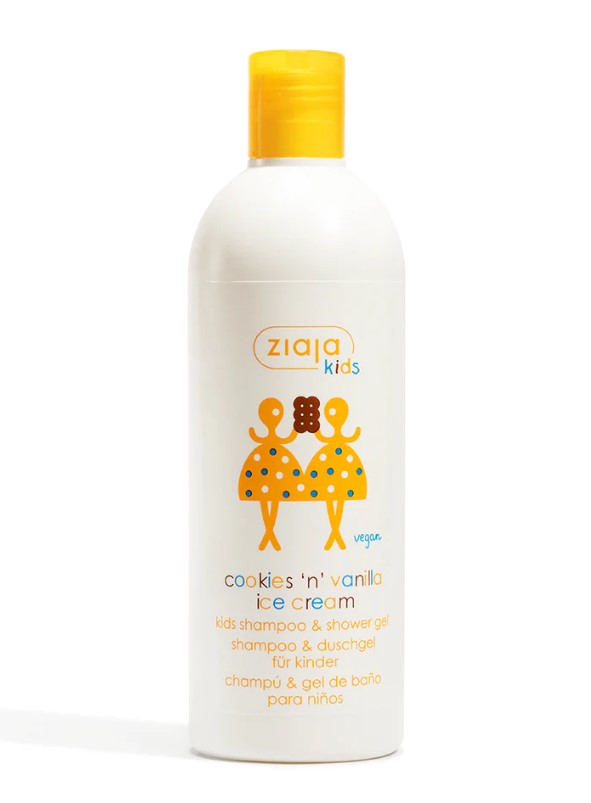 ziaja
kids
vegan
cookies 'n' vanilla
ice cream
kids shampoo & shower gel
shampoo & duschgel
für kinder
champú & gel de baño
para niños